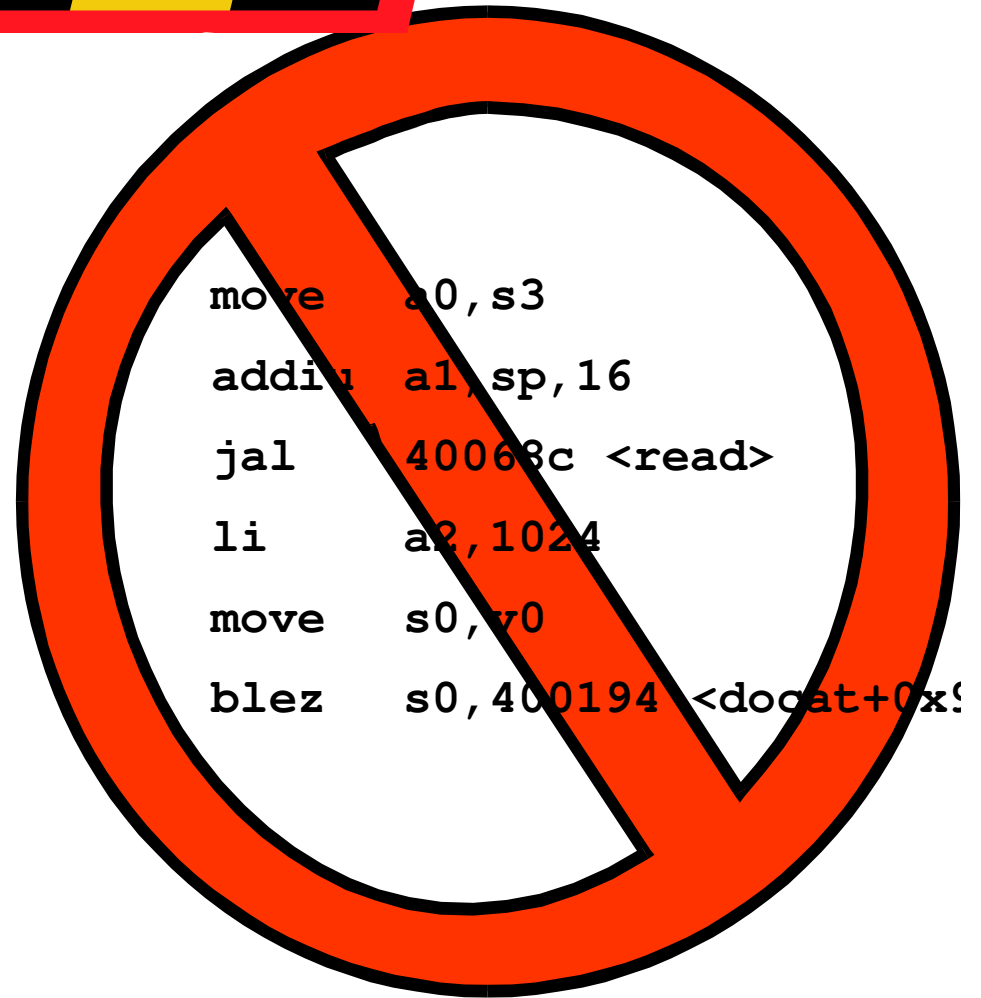 move a0,s3
addiu a1,sp,16
jal 40068c <read>
li a2,1024
move s0,v0
blez s0,400194 <docat+0x9